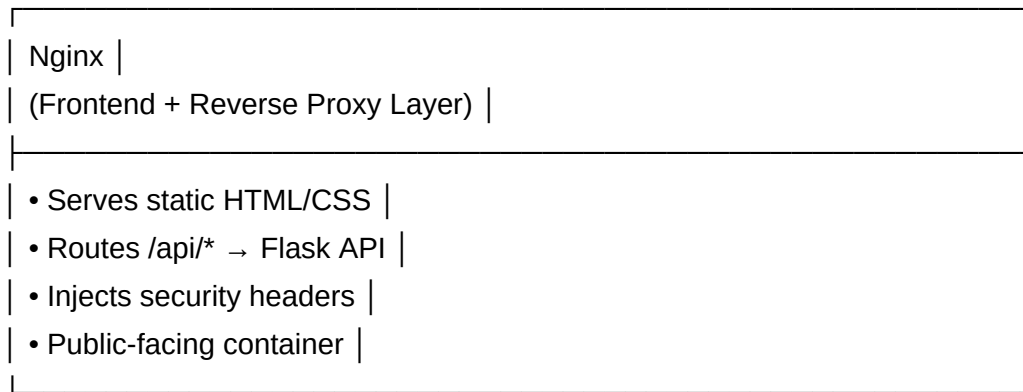 ┌──────────────────────────────────
│ Nginx │
│ (Frontend + Reverse Proxy Layer) │
├──────────────────────────────────
│ • Serves static HTML/CSS │
│ • Routes /api/* → Flask API │
│ • Injects security headers │
│ • Public-facing container │